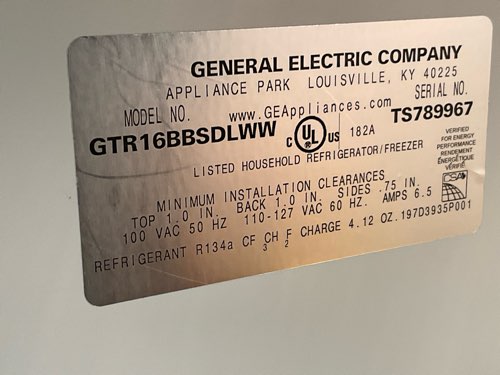 GENERAL ELECTRIC COMPANY
APPLIANCE PARK LOUISVILLE, KY 40225
MODEL NO. www.GEAppliances.com SERIAL NO.
GTR16BBSDLWW C UL US 182A TS789967
LISTED HOUSEHOLD REFRIGERATOR/FREEZER
VERIFIED
FOR ENERGY
PERFORMANCE
RENDEMENT
ÉNERGÉTIQUE
VÉRIFIÉ
CSA
MINIMUM INSTALLATION CLEARANCES
TOP 1.0 IN. BACK 1.0 IN. SIDES .75 IN.
100 VAC 50 HZ 110-127 VAC 60 HZ. AMPS 6.5
REFRIGERANT R134a CF3CH2F CHARGE 4.12 OZ. 197D3935P001